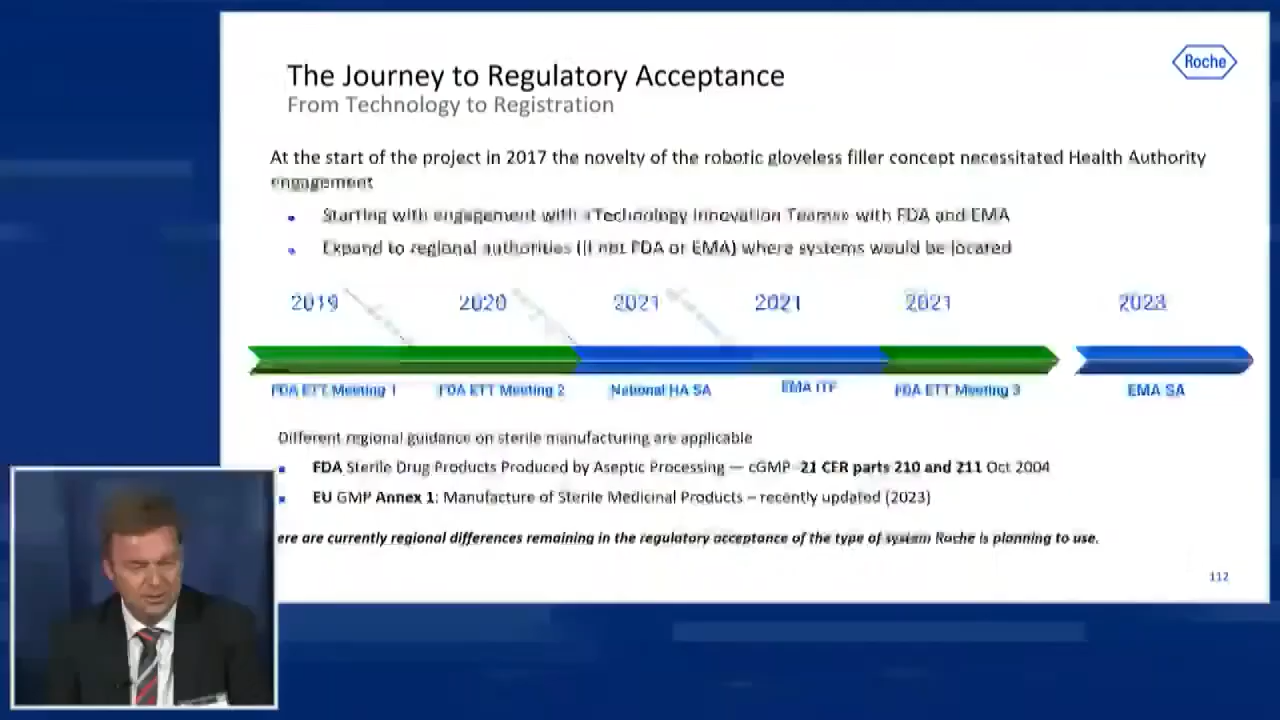 The Journey to Regulatory Acceptance
Roche
From Technology to Registration
At the start of the project in 2017 the novelty of the robotic gloveless filler concept necessitated Health Authority
engagement
• Starting with engagement with «Technology Innovation Teams» with FDA and EMA
• Expand to regional authorities (if not FDA or EMA) where systems would be located
2019 2020 2021 2021 2021 2023
FDA ETT Meeting 1 FDA ETT Meeting 2 National HA SA EMA ITF FDA ETT Meeting 3 EMA SA
Different regional guidance on sterile manufacturing are applicable
▪ FDA Sterile Drug Products Produced by Aseptic Processing — cGMP 21 CFR parts 210 and 211 Oct 2004
▪ EU GMP Annex 1: Manufacture of Sterile Medicinal Products – recently updated (2023)
ere are currently regional differences remaining in the regulatory acceptance of the type of system Roche is planning to use.
112